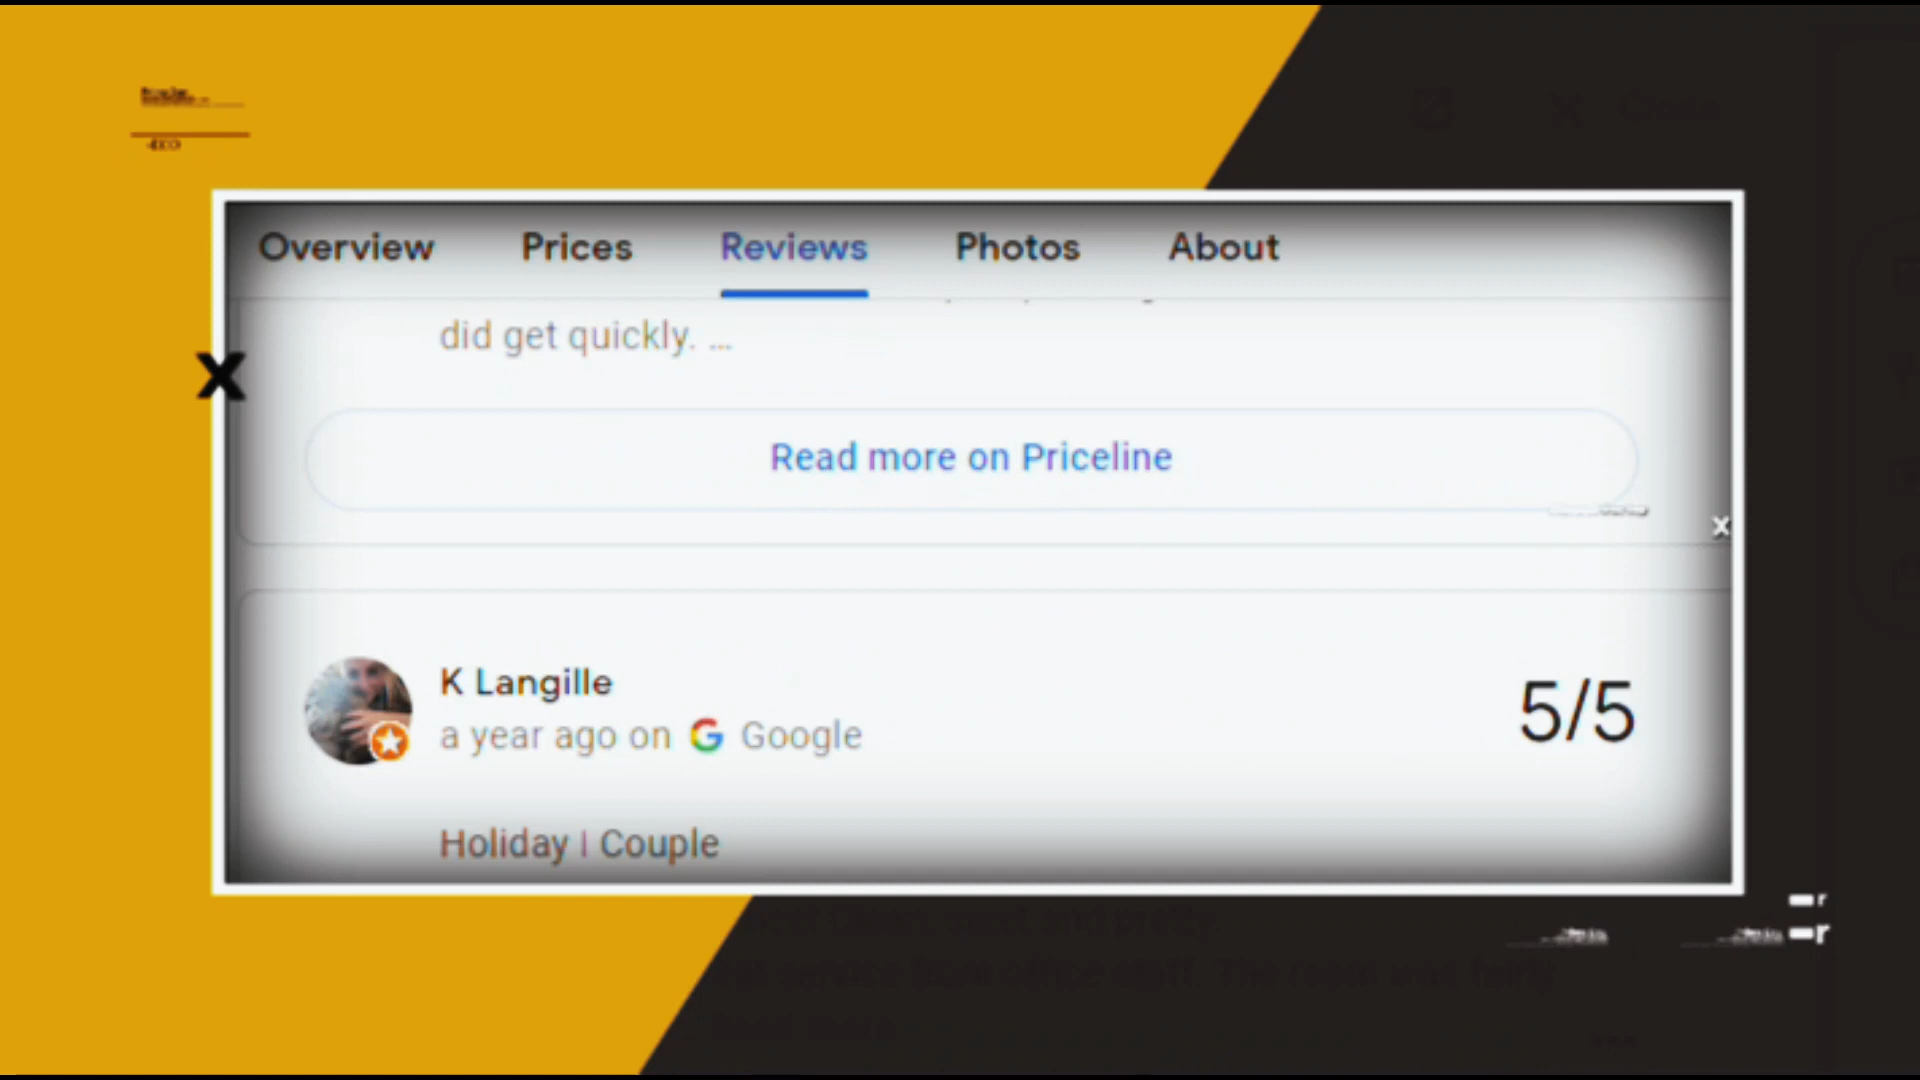 Overview Prices Reviews Photos About
did get quickly. ...
Read more on Priceline
K Langille
a year ago on Google
5/5
Holiday | Couple
x
x